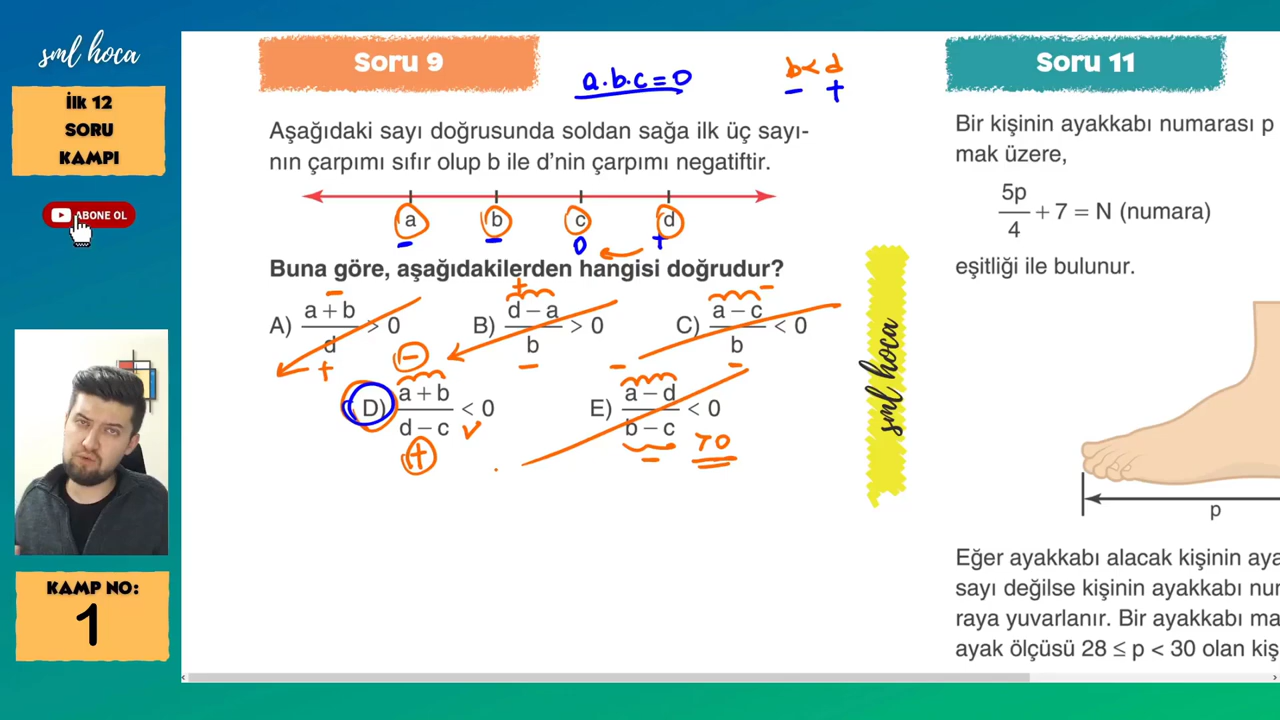 sml hoca
İlk 12
SORU
KAMPI
ABONE OL
KAMP NO:
1
Soru 9
a.b.c=0
b < d
- +
Aşağıdaki sayı doğrusunda soldan sağa ilk üç sayı-
nın çarpımı sıfır olup b ile d'nin çarpımı negatiftir.
a b c d
- - 0 +
Buna göre, aşağıdakilerden hangisi doğrudur?
A) (a + b)/d > 0 - +
B) (d – a)/b > 0 + -
C) (a – c)/b < 0 - -
D) (a + b)/(d – c) < 0 - + ✓
E) (a – d)/(b – c) < 0 - - >0
sml hoca
Soru 11
Bir kişinin ayakkabı numarası p
mak üzere,
5p/4 + 7 = N (numara)
eşitliği ile bulunur.
p
Eğer ayakkabı alacak kişinin aya
sayı değilse kişinin ayakkabı nu
raya yuvarlanır. Bir ayakkabı ma
ayak ölçüsü 28 ≤ p < 30 olan kiş